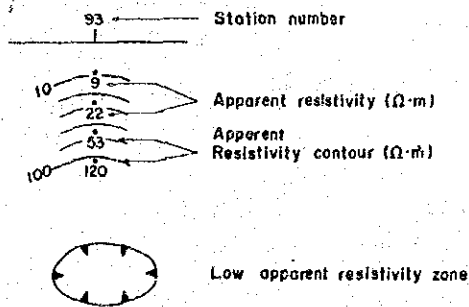 93
Station number
10
9
22
Apparent resistivity (Ω·m)
53
Apparent
Resistivity contour (Ω·m)
100
120
Low apparent resistivity zone